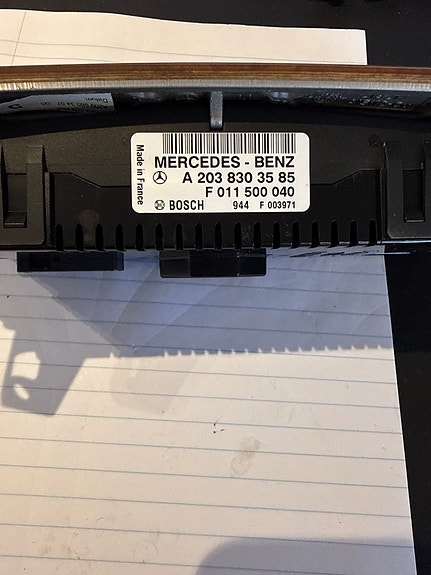 Made in France
MERCEDES - BENZ
A 203 830 35 85
F 011 500 040
BOSCH 944 F 003971